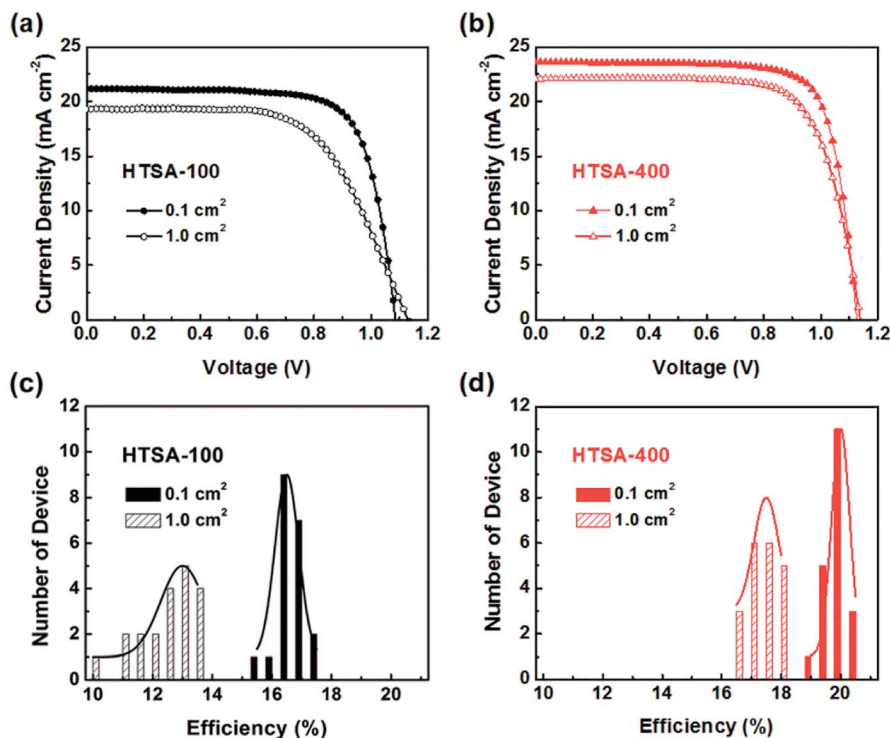 (a)
25
20
15
10
5
0
0.0 0.2 0.4 0.6 0.8 1.0 1.2
Current Density (mA cm-2)
Voltage (V)
HTSA-100
0.1 cm2
1.0 cm2
(b)
25
20
15
10
5
0
0.0 0.2 0.4 0.6 0.8 1.0 1.2
Current Density (mA cm-2)
Voltage (V)
HTSA-400
0.1 cm2
1.0 cm2
(c)
12
10
8
6
4
2
0
10 12 14 16 18 20
Number of Device
Efficiency (%)
HTSA-100
0.1 cm2
1.0 cm2
(d)
12
10
8
6
4
2
0
10 12 14 16 18 20
Number of Device
Efficiency (%)
HTSA-400
0.1 cm2
1.0 cm2